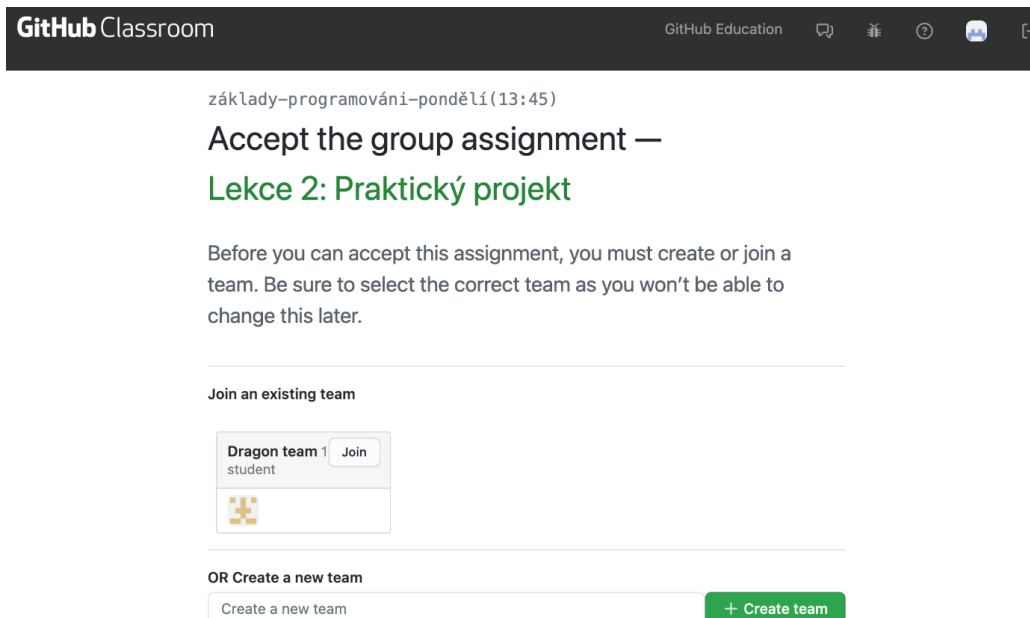 GitHub Classroom
GitHub Education
základy-programováni-pondělí(13:45)
Accept the group assignment —
Lekce 2: Praktický projekt
Before you can accept this assignment, you must create or join a
team. Be sure to select the correct team as you won't be able to
change this later.
Join an existing team
Dragon team 1
student
Join
OR Create a new team
Create a new team
+ Create team